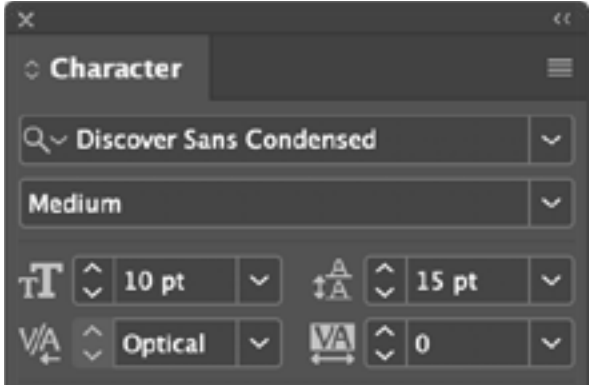 Character
Discover Sans Condensed
Medium
10 pt 15 pt
Optical 0